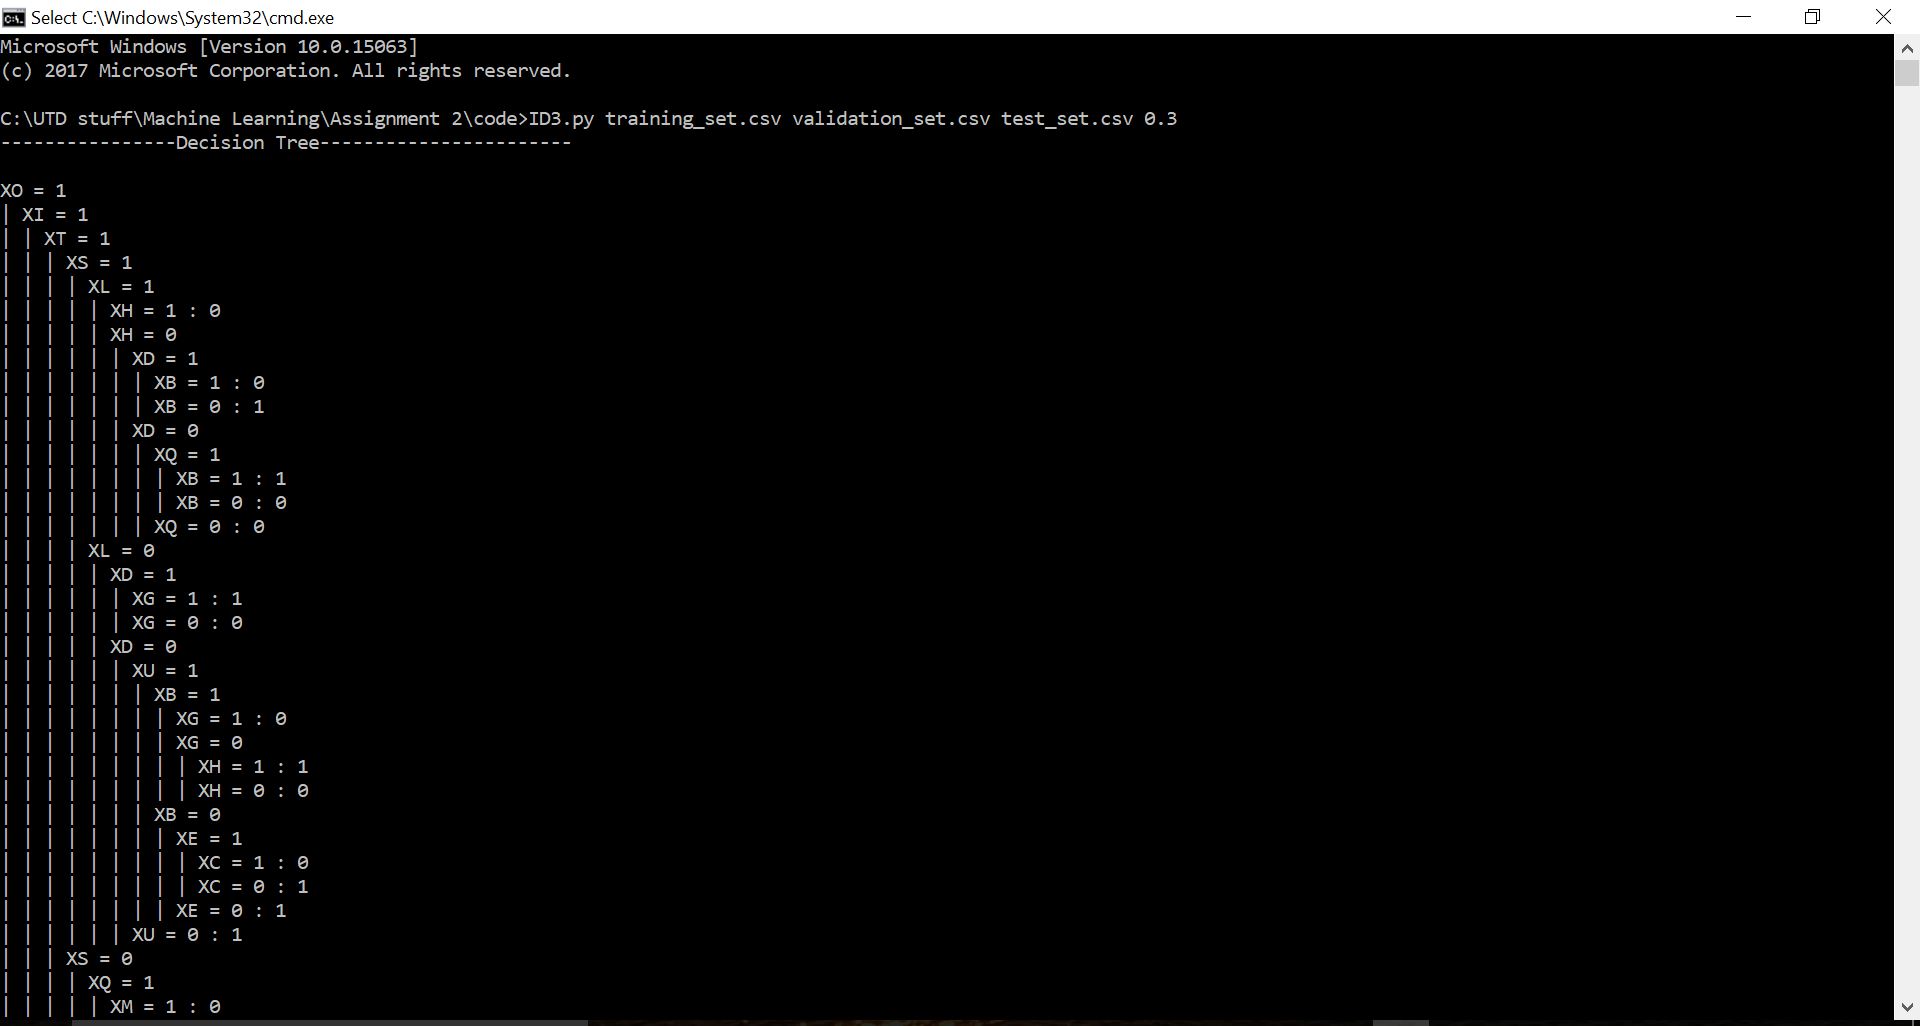 Select C:\Windows\System32\cmd.exe
Microsoft Windows [Version 10.0.15063]
(c) 2017 Microsoft Corporation. All rights reserved.
C:\UTD stuff\Machine Learning\Assignment 2\code>ID3.py training_set.csv validation_set.csv test_set.csv 0.3
----------------Decision Tree-----------------------
XO = 1
| XI = 1
| | XT = 1
| | | XS = 1
| | | | XL = 1
| | | | | XH = 1 : 0
| | | | | XH = 0
| | | | | | XD = 1
| | | | | | | XB = 1 : 0
| | | | | | | XB = 0 : 1
| | | | | | XD = 0
| | | | | | | XQ = 1
| | | | | | | | XB = 1 : 1
| | | | | | | | XB = 0 : 0
| | | | | | | XQ = 0 : 0
| | | | XL = 0
| | | | | XD = 1
| | | | | | XG = 1 : 1
| | | | | | XG = 0 : 0
| | | | | XD = 0
| | | | | | XU = 1
| | | | | | | XB = 1
| | | | | | | | XG = 1 : 0
| | | | | | | | XG = 0
| | | | | | | | | XH = 1 : 1
| | | | | | | | | XH = 0 : 0
| | | | | | | XB = 0
| | | | | | | | XE = 1
| | | | | | | | | XC = 1 : 0
| | | | | | | | | XC = 0 : 1
| | | | | | | | XE = 0 : 1
| | | | | | XU = 0 : 1
| | | XS = 0
| | | | XQ = 1
| | | | | XM = 1 : 0